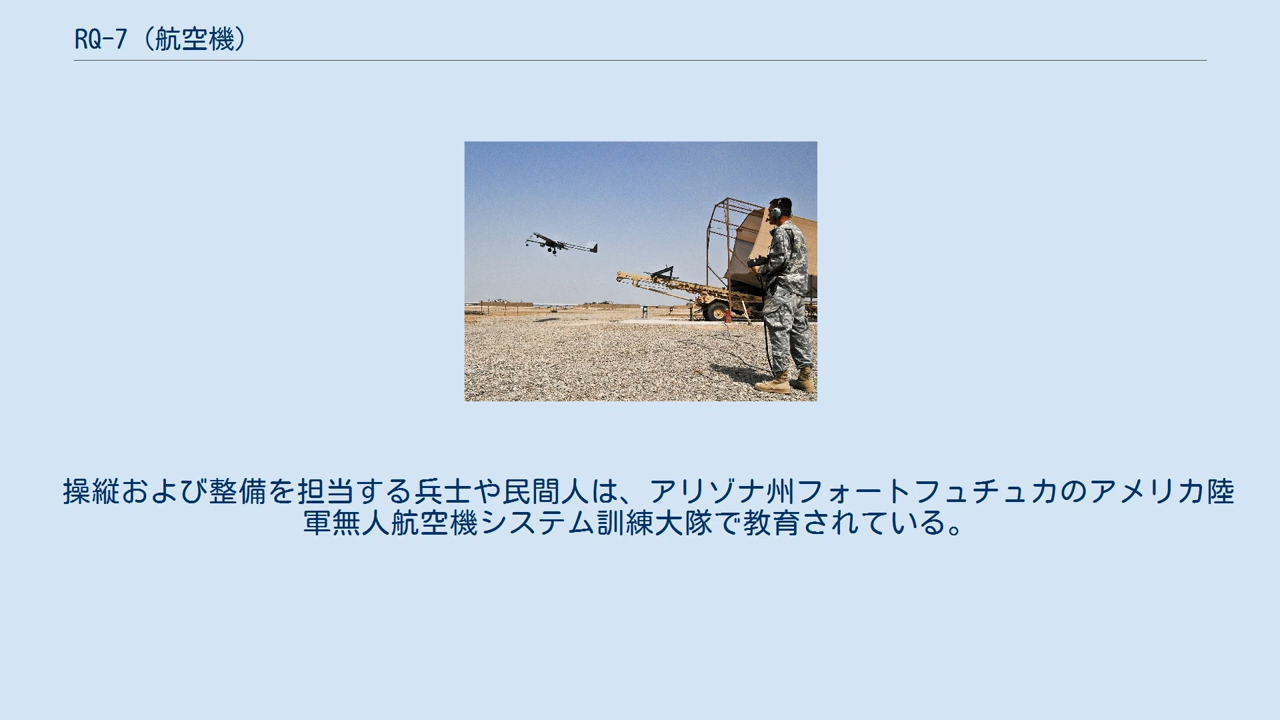 RQ-7（航空機）
操縦および整備を担当する兵士や民間人は、アリゾナ州フォートフュチュカのアメリカ陸
軍無人航空機システム訓練大隊で教育されている。